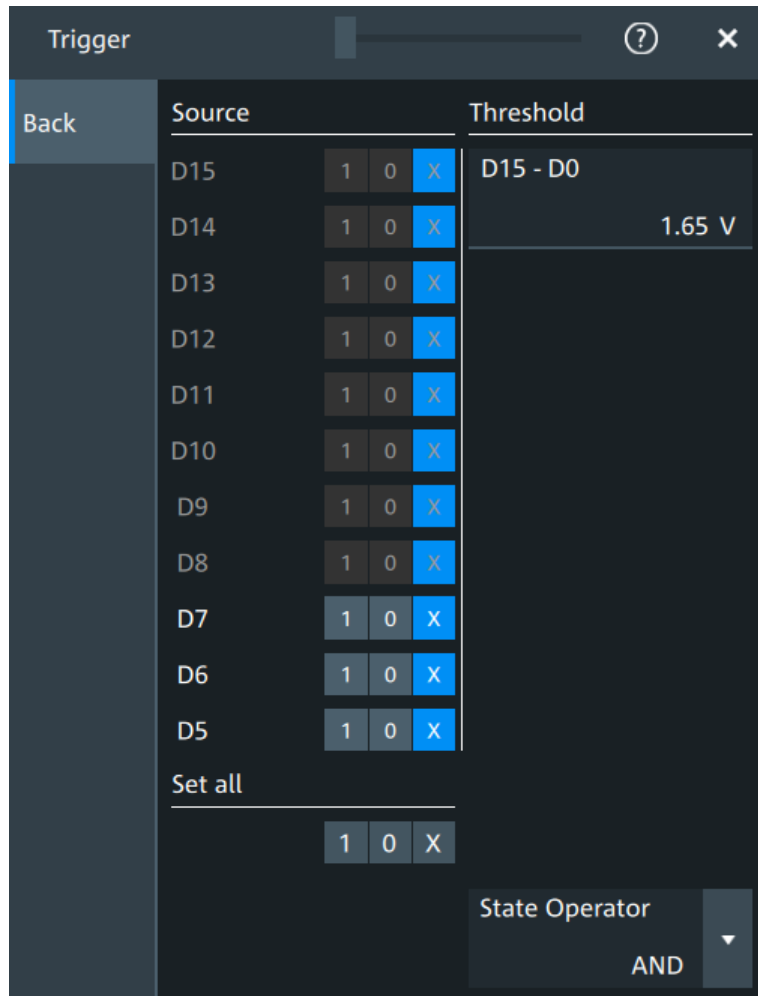 Trigger ? ×
Back
Source
D15 1 0 X
D14 1 0 X
D13 1 0 X
D12 1 0 X
D11 1 0 X
D10 1 0 X
D9 1 0 X
D8 1 0 X
D7 1 0 X
D6 1 0 X
D5 1 0 X
Set all
1 0 X
Threshold
D15 - D0
1.65 V
State Operator
AND